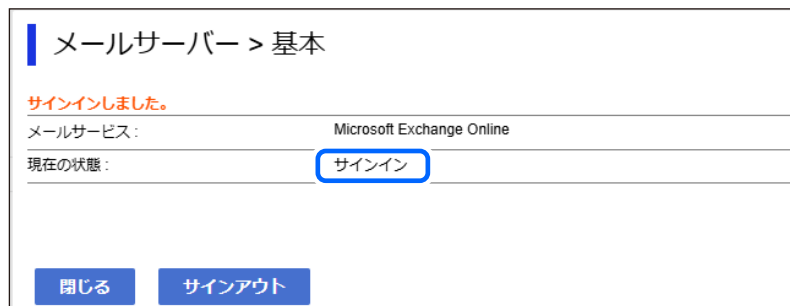 メールサーバー > 基本
サインインしました。
メールサービス : Microsoft Exchange Online
現在の状態 : サインイン
閉じる サインアウト